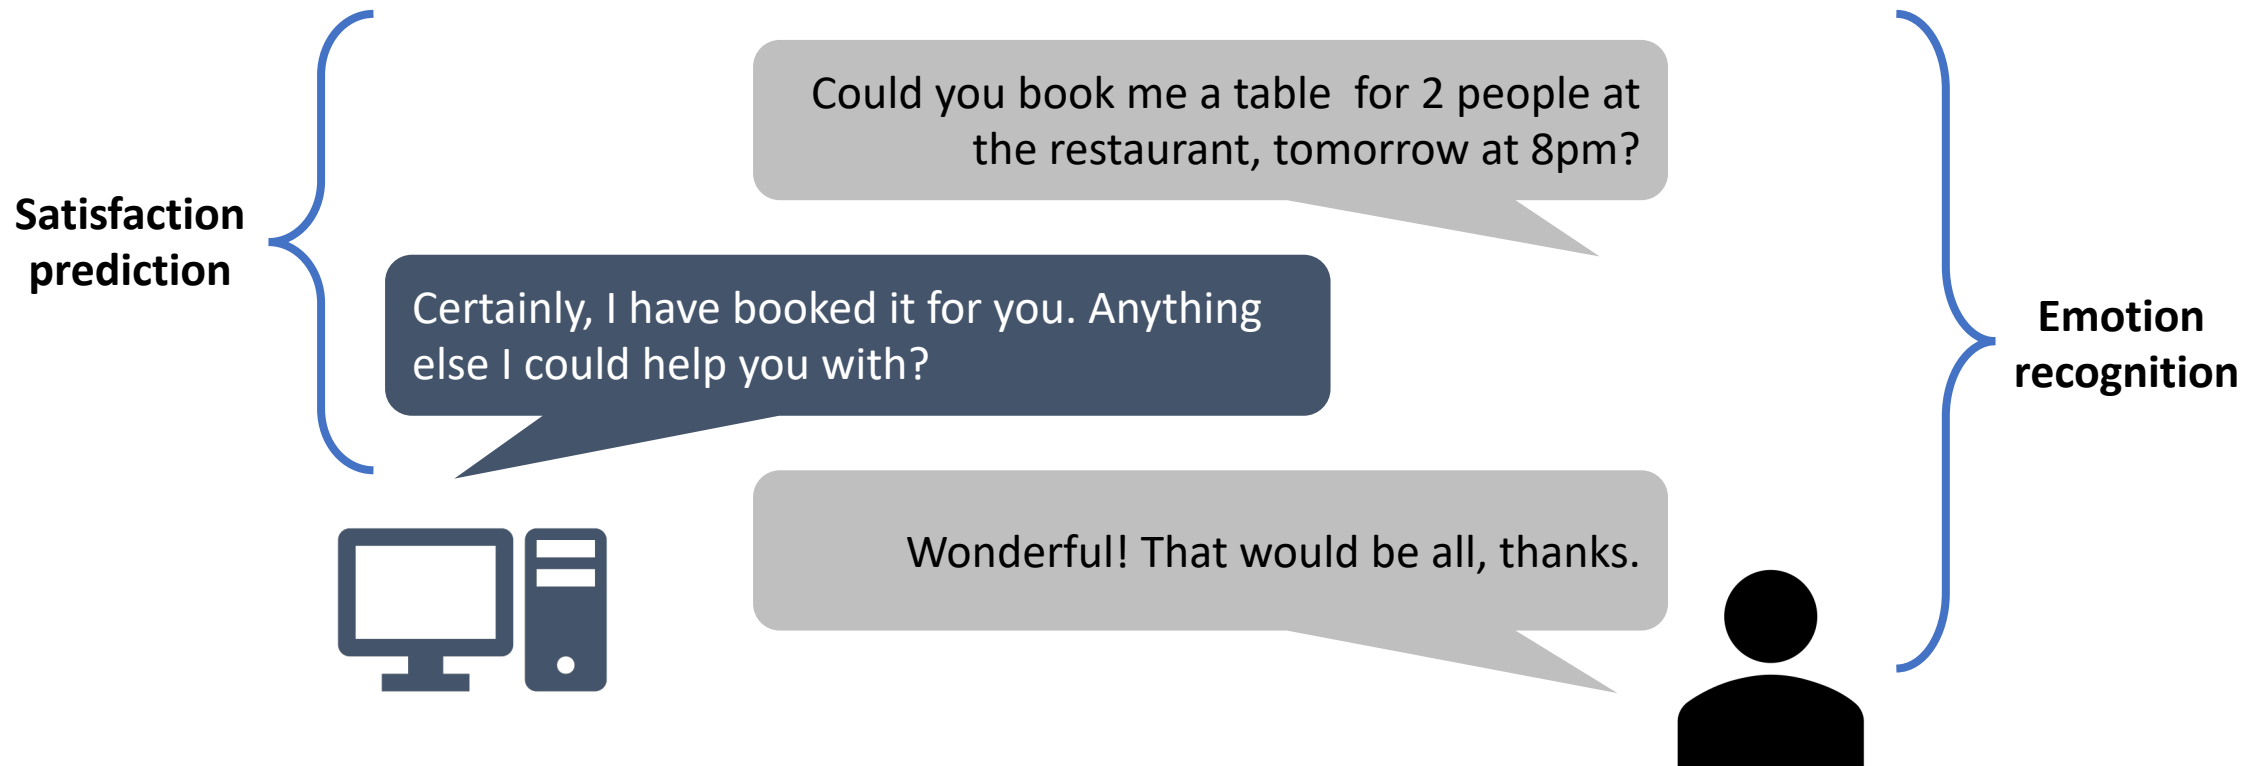 Could you book me a table  for 2 people at
the restaurant, tomorrow at 8pm?
Satisfaction
prediction
Certainly, I have booked it for you. Anything
else I could help you with?
Emotion
recognition
Wonderful! That would be all, thanks.